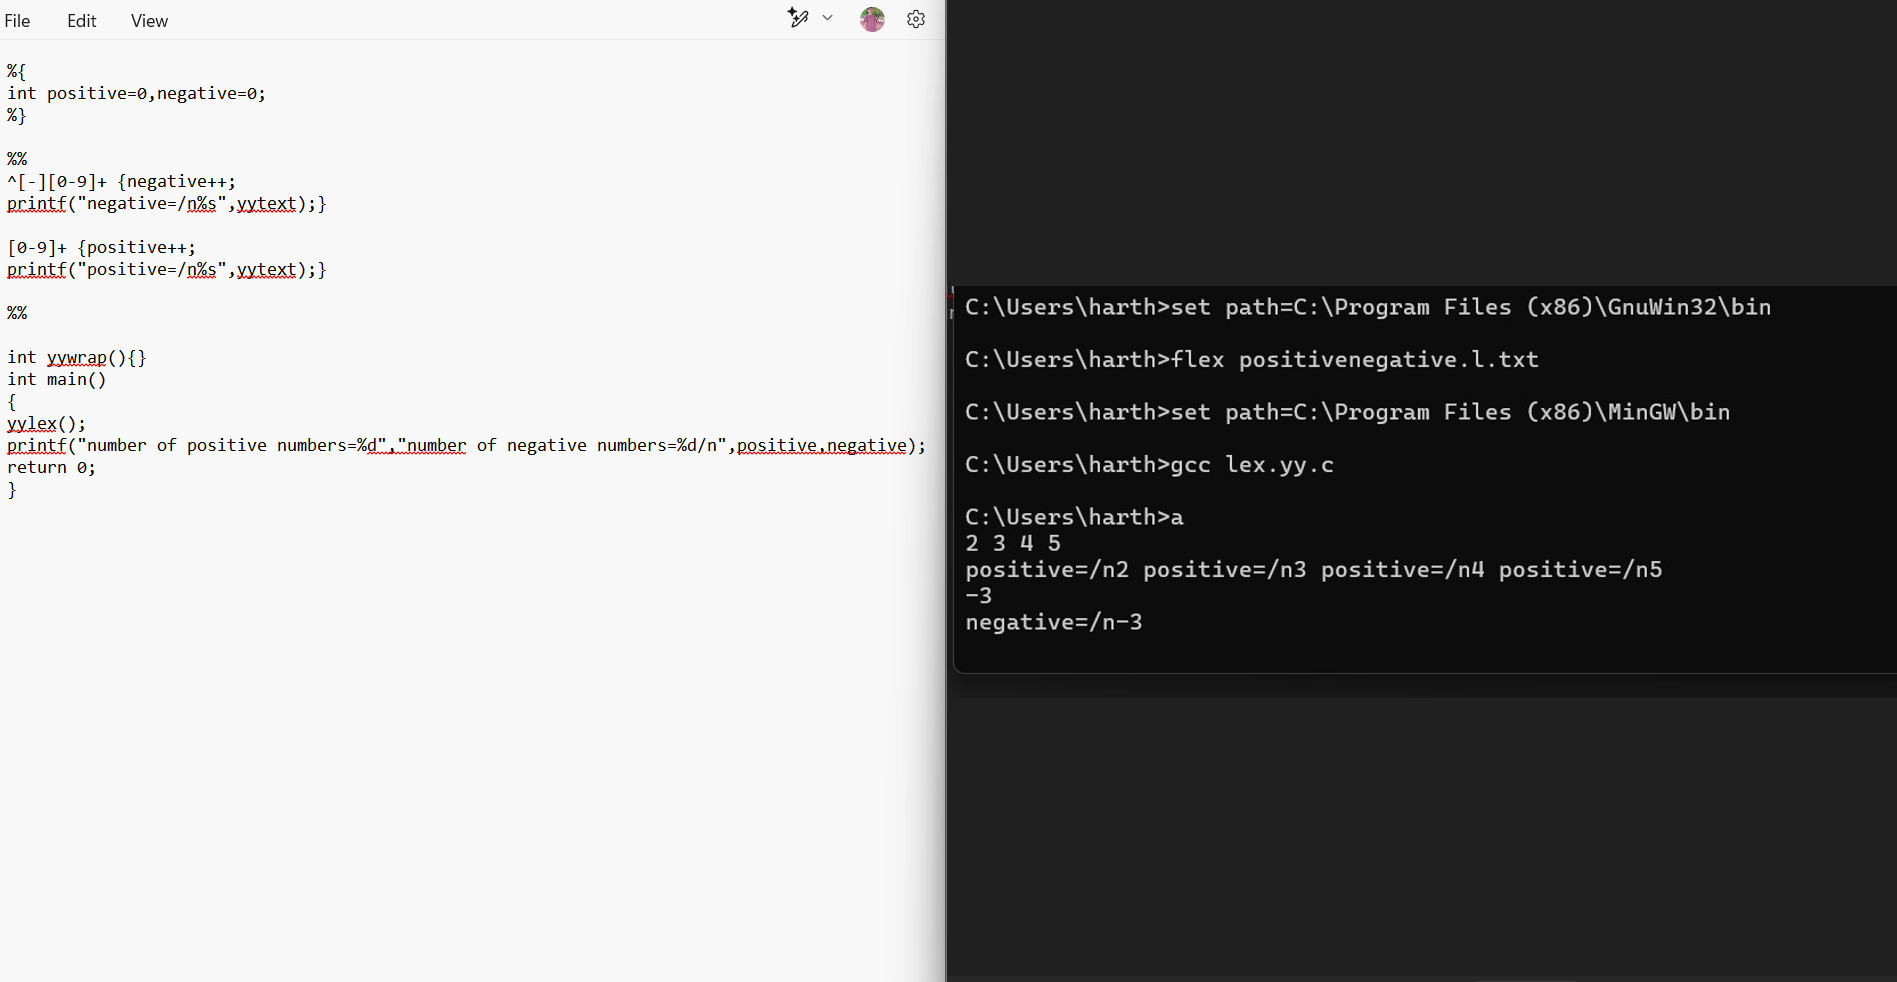 File Edit View
%{
int positive=0,negative=0;
%}
%%
^[-][0-9]+ {negative++;
printf("negative=/n%s",yytext);}
[0-9]+ {positive++;
printf("positive=/n%s",yytext);}
%%
int yywrap(){}
int main()
{
yylex();
printf("number of positive numbers=%d","number of negative numbers=%d/n",positive,negative);
return 0;
}
C:\Users\harth>set path=C:\Program Files (x86)\GnuWin32\bin
C:\Users\harth>flex positivenegative.l.txt
C:\Users\harth>set path=C:\Program Files (x86)\MinGW\bin
C:\Users\harth>gcc lex.yy.c
C:\Users\harth>a
2 3 4 5
positive=/n2 positive=/n3 positive=/n4 positive=/n5
-3
negative=/n-3